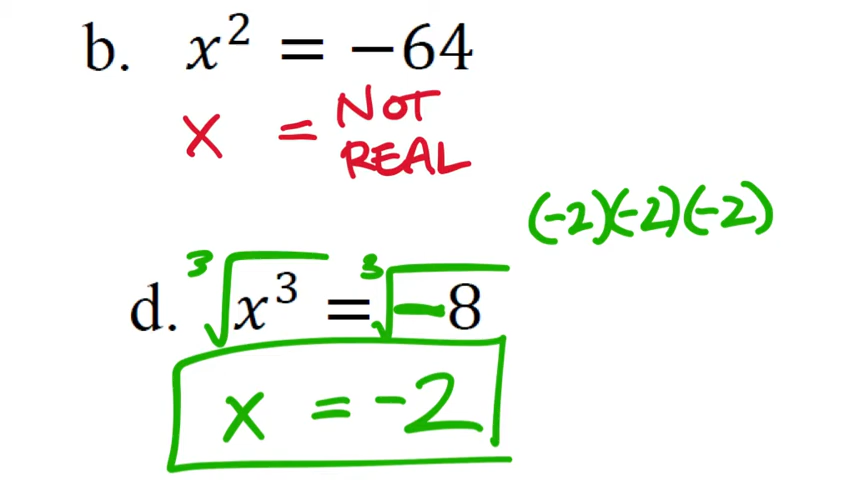 b. x² = −64
x = NOT REAL
(-2)(-2)(-2)
d. ∛x³ = ∛−8
x = -2